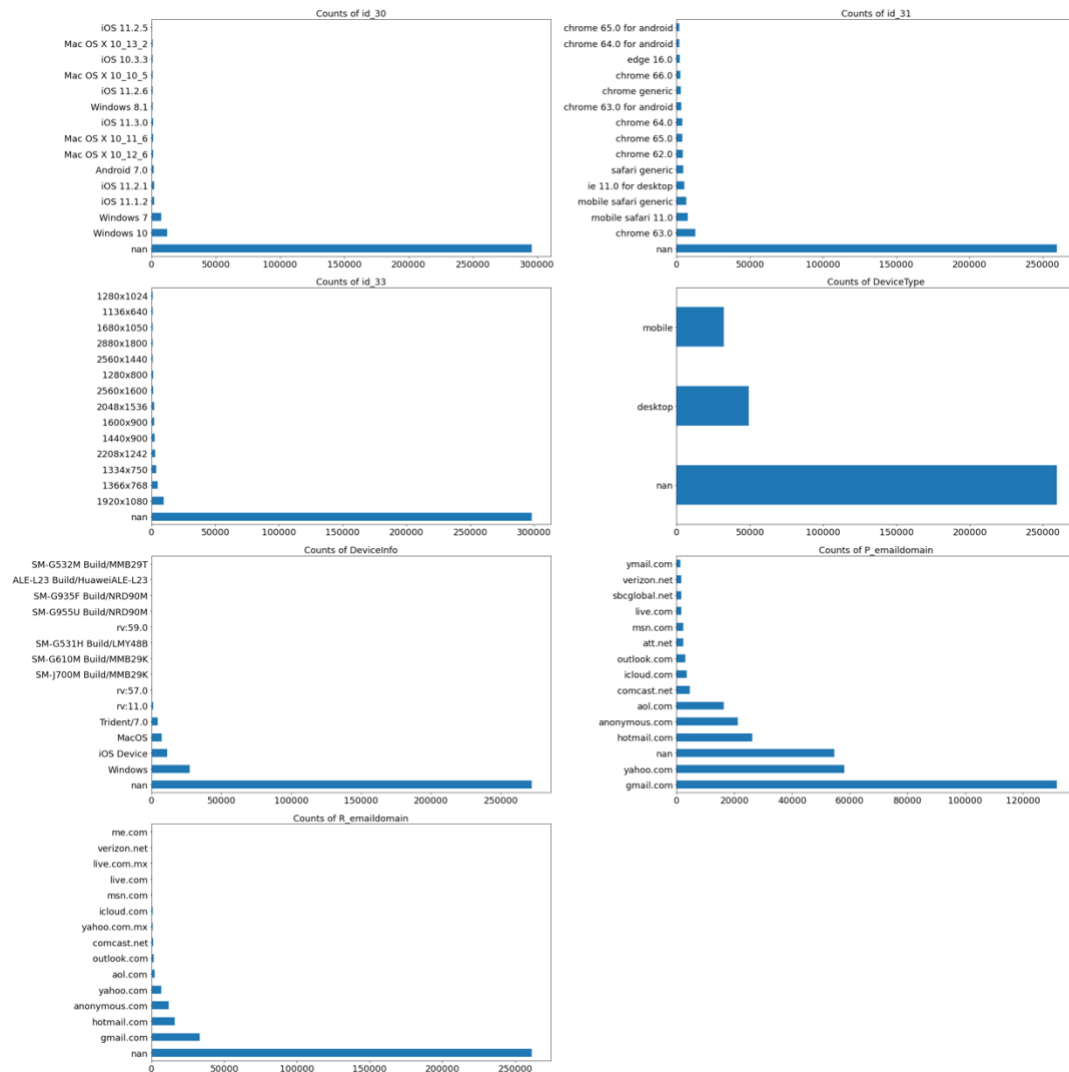 Counts of id_30
iOS 11.2.5
Mac OS X 10_13_2
iOS 10.3.3
Mac OS X 10_10_5
iOS 11.2.6
Windows 8.1
iOS 11.3.0
Mac OS X 10_11_6
Mac OS X 10_12_6
Android 7.0
iOS 11.2.1
iOS 11.1.2
Windows 7
Windows 10
nan
0 50000 100000 150000 200000 250000 300000
Counts of id_31
chrome 65.0 for android
chrome 64.0 for android
edge 16.0
chrome 66.0
chrome generic
chrome 63.0 for android
chrome 64.0
chrome 65.0
chrome 62.0
safari generic
ie 11.0 for desktop
mobile safari generic
mobile safari 11.0
chrome 63.0
nan
0 50000 100000 150000 200000 250000
Counts of id_33
1280x1024
1136x640
1680x1050
2880x1800
2560x1440
1280x800
2560x1600
2048x1536
1600x900
1440x900
2208x1242
1334x750
1366x768
1920x1080
nan
0 50000 100000 150000 200000 250000 300000
Counts of DeviceType
mobile
desktop
nan
0 50000 100000 150000 200000 250000
Counts of DeviceInfo
SM-G532M Build/MMB29T
ALE-L23 Build/HuaweiALE-L23
SM-G935F Build/NRD90M
SM-G955U Build/NRD90M
rv:59.0
SM-G531H Build/LMY48B
SM-G610M Build/MMB29K
SM-J700M Build/MMB29K
rv:57.0
rv:11.0
Trident/7.0
MacOS
iOS Device
Windows
nan
0 50000 100000 150000 200000 250000
Counts of P_emaildomain
ymail.com
verizon.net
sbcglobal.net
live.com
msn.com
att.net
outlook.com
icloud.com
comcast.net
aol.com
anonymous.com
hotmail.com
nan
yahoo.com
gmail.com
0 20000 40000 60000 80000 100000 120000
Counts of R_emaildomain
me.com
verizon.net
live.com.mx
live.com
msn.com
icloud.com
yahoo.com.mx
comcast.net
outlook.com
aol.com
yahoo.com
anonymous.com
hotmail.com
gmail.com
nan
0 50000 100000 150000 200000 250000